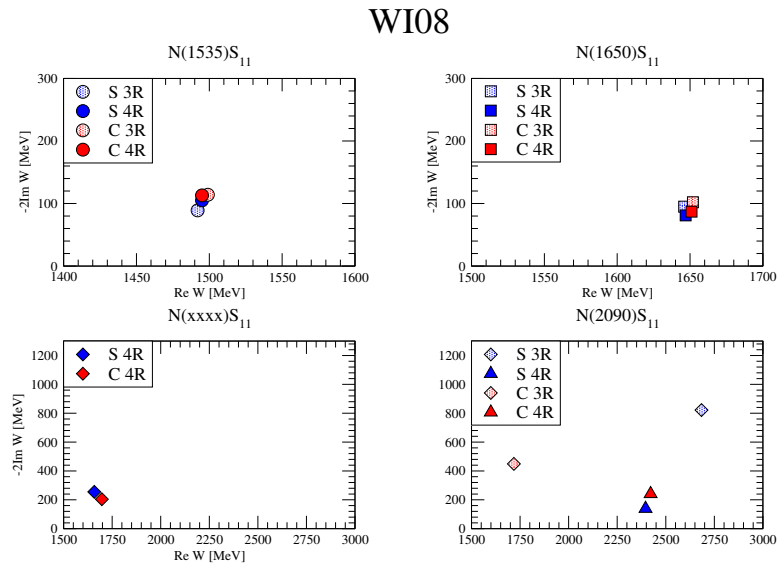 WI08
N(1535)S11
N(1650)S11
300
200
100
0
-2Im W [MeV]
S 3R
S 4R
C 3R
C 4R
1400
1450
1500
1550
1600
Re W [MeV]
300
200
100
0
-2Im W [MeV]
S 3R
S 4R
C 3R
C 4R
1500
1550
1600
1650
1700
Re W [MeV]
N(xxxx)S11
N(2090)S11
1200
1000
800
600
400
200
0
-2Im W [MeV]
S 4R
C 4R
1500
1750
2000
2250
2500
2750
3000
Re W [MeV]
1200
1000
800
600
400
200
0
S 3R
S 4R
C 3R
C 4R
1500
1750
2000
2250
2500
2750
3000